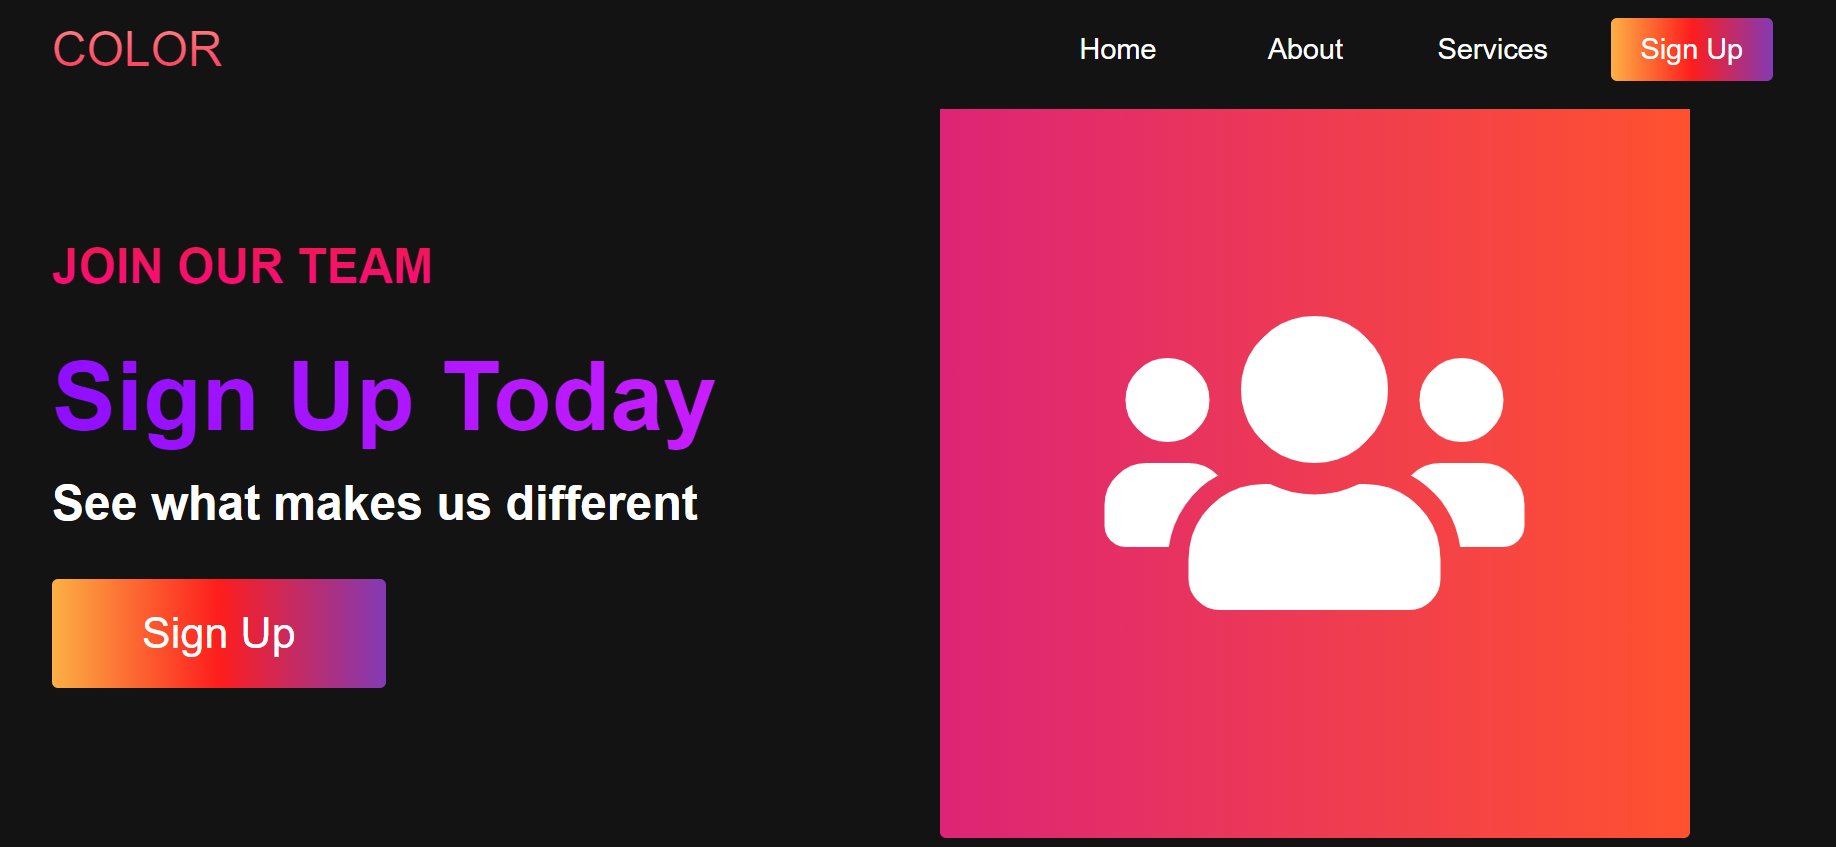 COLOR
Home
About
Services
Sign Up
JOIN OUR TEAM
Sign Up Today
See what makes us different
Sign Up